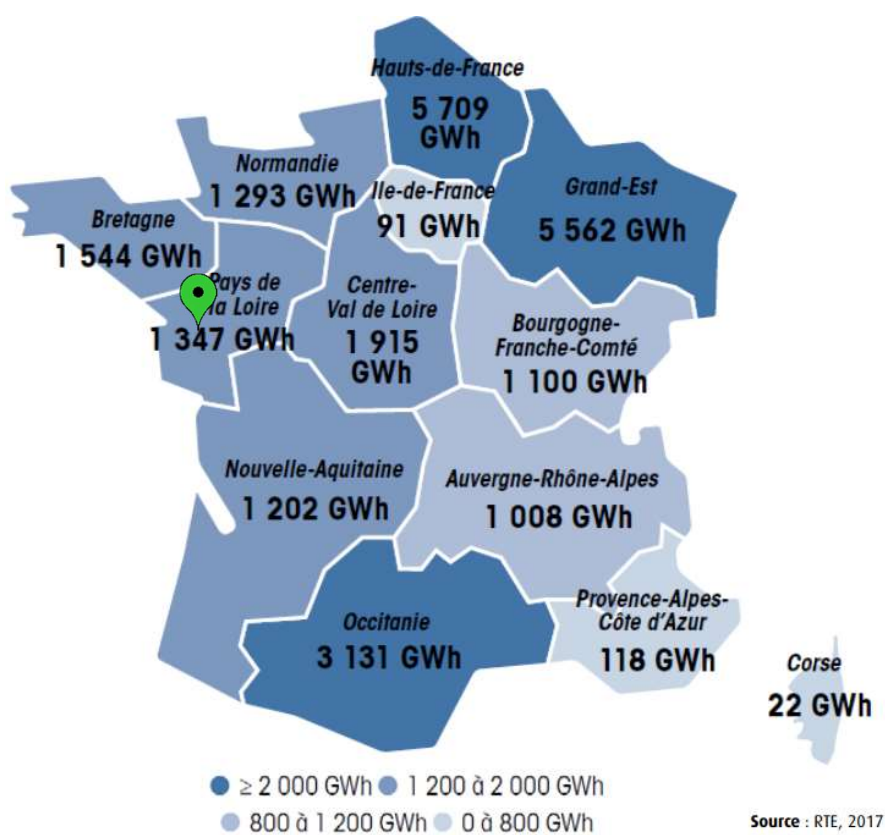 Hauts-de-France
5 709
GWh
Normandie
1 293 GWh
Ile-de-France
91 GWh
Grand-Est
5 562 GWh
Bretagne
1 544 GWh
Pays de
la Loire
1 347 GWh
Centre-
Val de Loire
1 915
GWh
Bourgogne-
Franche-Comté
1 100 GWh
Nouvelle-Aquitaine
1 202 GWh
Auvergne-Rhône-Alpes
1 008 GWh
Occitanie
3 131 GWh
Provence-Alpes-
Côte d'Azur
118 GWh
Corse
22 GWh
≥ 2 000 GWh 1 200 à 2 000 GWh
800 à 1 200 GWh 0 à 800 GWh
Source : RTE, 2017